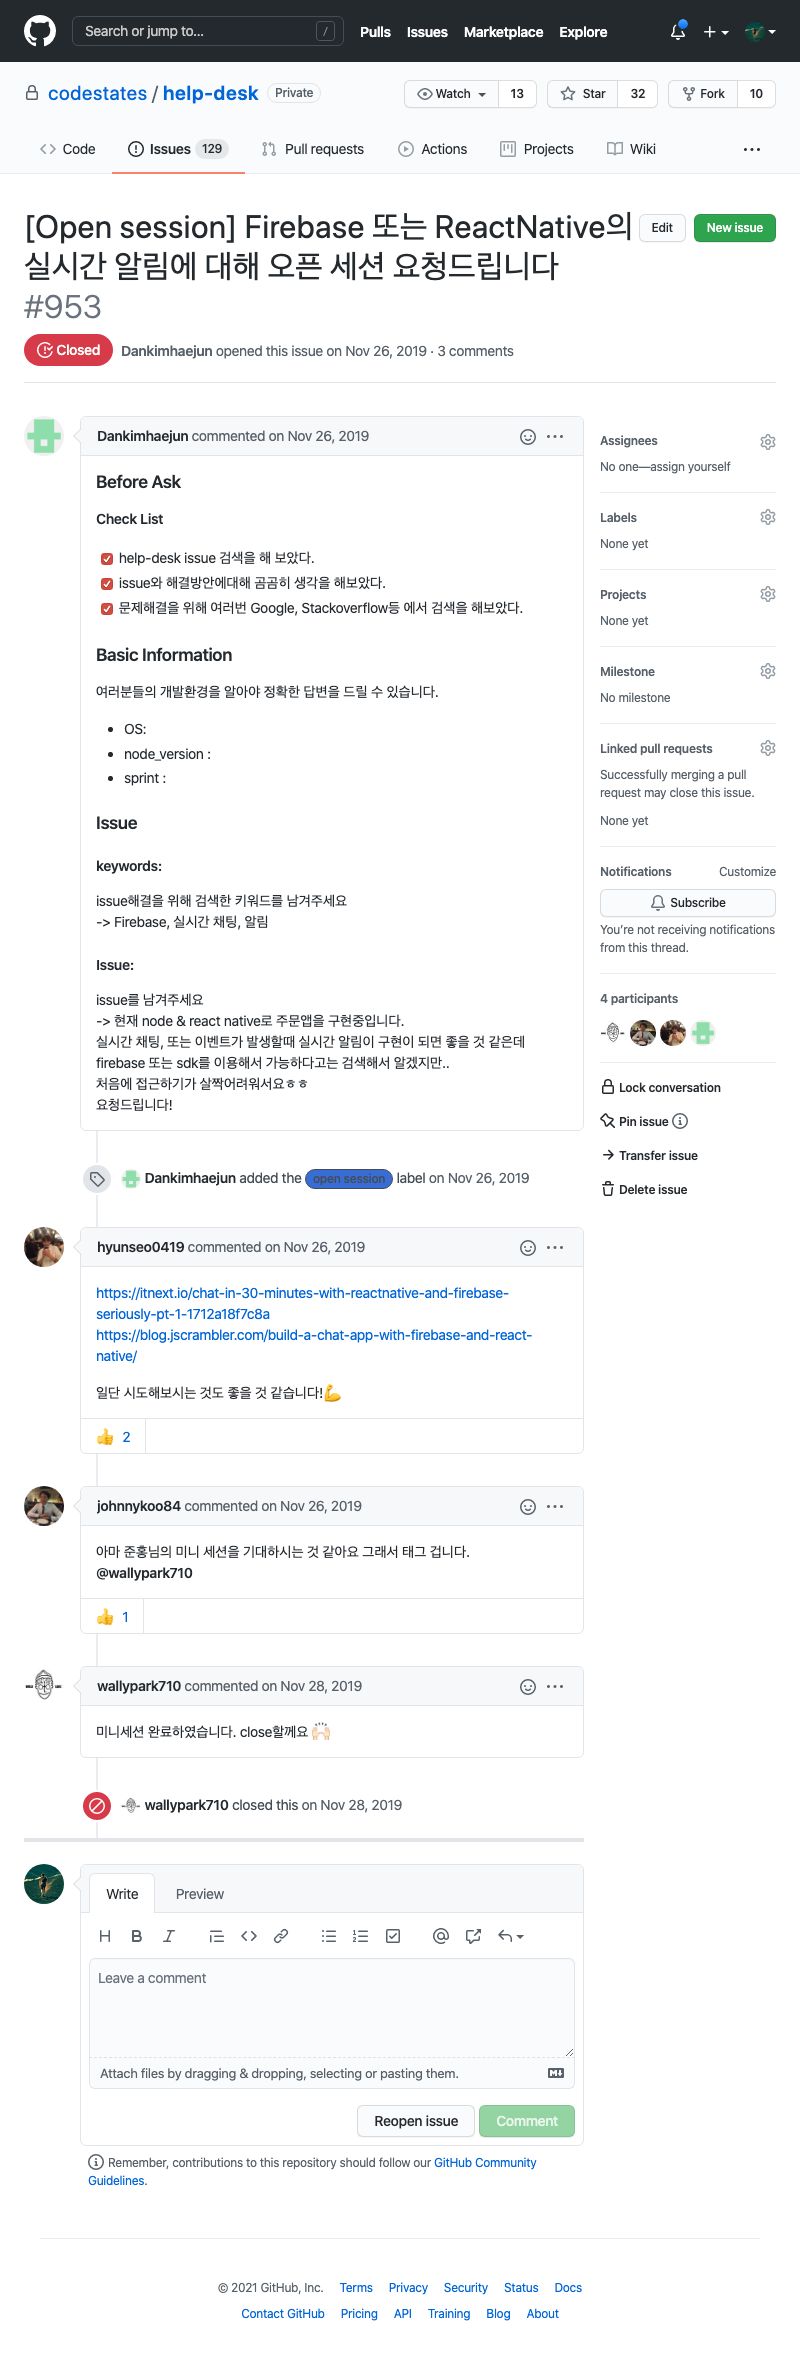 Search or jump to... /
Pulls Issues Marketplace Explore
codestates / help-desk Private
Watch 13 Star 32 Fork 10
Code Issues 129 Pull requests Actions Projects Wiki
[Open session] Firebase 또는 ReactNative의
실시간 알림에 대해 오픈 세션 요청드립니다
#953
Edit New issue
Closed Dankimhaejun opened this issue on Nov 26, 2019 · 3 comments
Dankimhaejun commented on Nov 26, 2019
Before Ask
Check List
help-desk issue 검색을 해 보았다.
issue와 해결방안에대해 곰곰히 생각을 해보았다.
문제해결을 위해 여러번 Google, Stackoverflow등 에서 검색을 해보았다.
Basic Information
여러분들의 개발환경을 알아야 정확한 답변을 드릴 수 있습니다.
• OS:
• node_version :
• sprint :
Issue
keywords:
issue해결을 위해 검색한 키워드를 남겨주세요
-> Firebase, 실시간 채팅, 알림
Issue:
issue를 남겨주세요
-> 현재 node & react native로 주문앱을 구현중입니다.
실시간 채팅, 또는 이벤트가 발생할때 실시간 알림이 구현이 되면 좋을 것 같은데
firebase 또는 sdk를 이용해서 가능하다고는 검색해서 알겠지만..
처음에 접근하기가 살짝어려워서요ㅎㅎ
요청드립니다!
Dankimhaejun added the open session label on Nov 26, 2019
hyunseo0419 commented on Nov 26, 2019
https://itnext.io/chat-in-30-minutes-with-reactnative-and-firebase-
seriously-pt-1-1712a18f7c8a
https://blog.jscrambler.com/build-a-chat-app-with-firebase-and-react-
native/
일단 시도해보시는 것도 좋을 것 같습니다!💪
👍 2
johnnykoo84 commented on Nov 26, 2019
아마 준홍님의 미니 세션을 기대하시는 것 같아요 그래서 태그 겁니다.
@wallypark710
👍 1
wallypark710 commented on Nov 28, 2019
미니세션 완료하였습니다. close할께요 🙌🏻
wallypark710 closed this on Nov 28, 2019
Write Preview
Leave a comment
Attach files by dragging & dropping, selecting or pasting them.
Reopen issue Comment
Remember, contributions to this repository should follow our GitHub Community
Guidelines.
Assignees
No one—assign yourself
Labels
None yet
Projects
None yet
Milestone
No milestone
Linked pull requests
Successfully merging a pull
request may close this issue.
None yet
Notifications Customize
Subscribe
You're not receiving notifications
from this thread.
4 participants
Lock conversation
Pin issue
Transfer issue
Delete issue
© 2021 GitHub, Inc. Terms Privacy Security Status Docs
Contact GitHub Pricing API Training Blog About